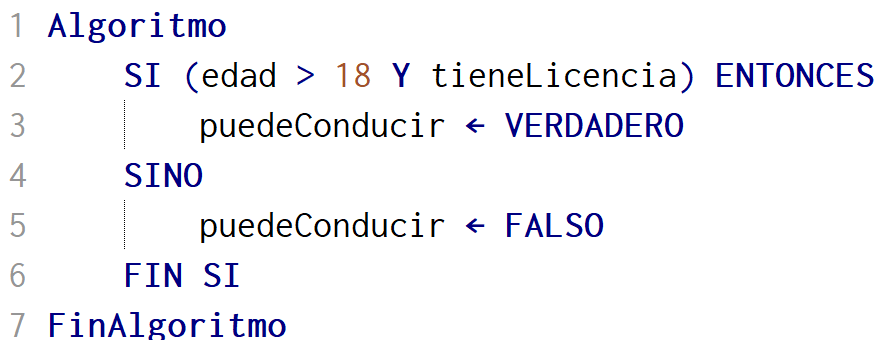 1 Algoritmo
2 SI (edad > 18 Y tieneLicencia) ENTONCES
3 puedeConducir ← VERDADERO
4 SINO
5 puedeConducir ← FALSO
6 FIN SI
7 FinAlgoritmo